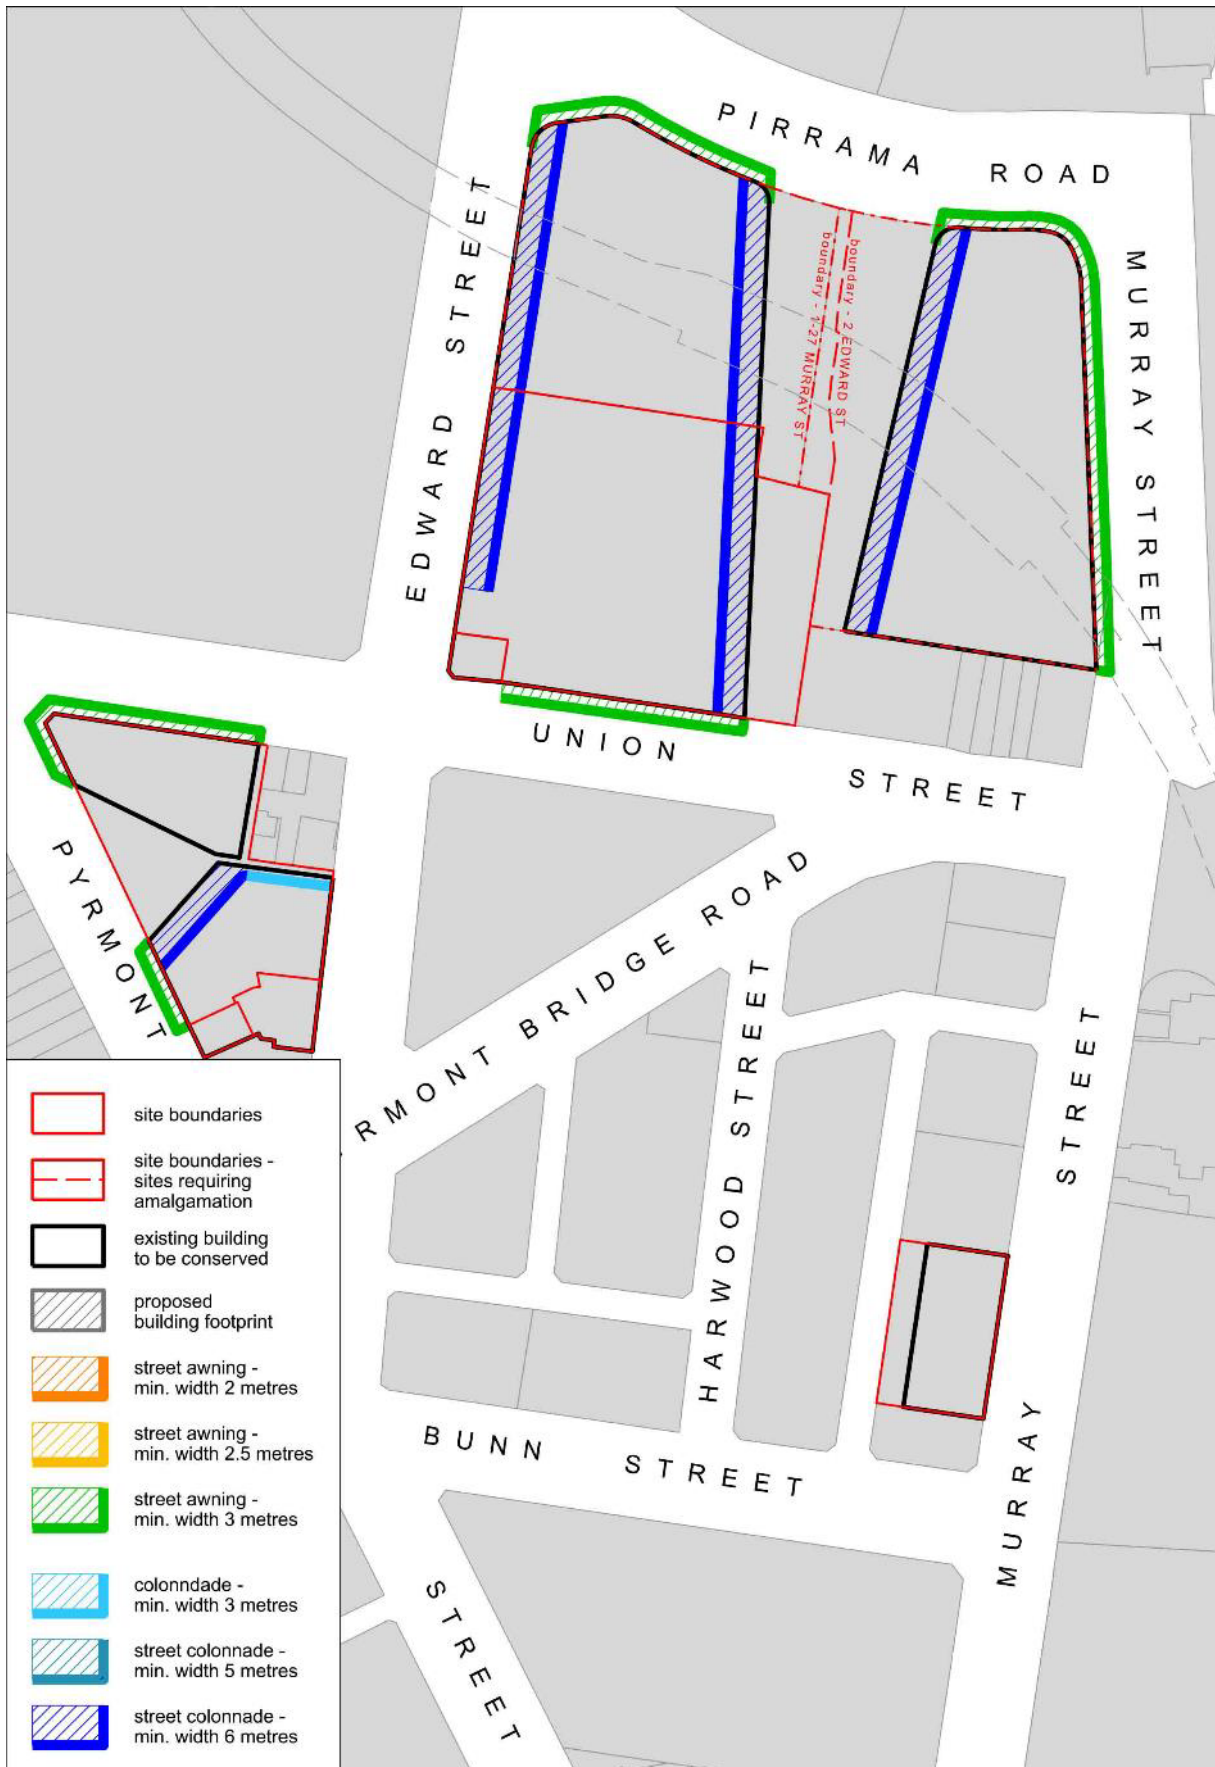 PIRRAMA ROAD
EDWARD STREET
MURRAY STREET
boundary - 2 EDWARD ST
boundary - 1-27 MURRAY ST
UNION STREET
PYRMONT
RMONT BRIDGE ROAD
HARWOOD STREET
MURRAY STREET
BUNN STREET
STREET
site boundaries
site boundaries -
sites requiring
amalgamation
existing building
to be conserved
proposed
building footprint
street awning -
min. width 2 metres
street awning -
min. width 2.5 metres
street awning -
min. width 3 metres
colonndade -
min. width 3 metres
street colonnade -
min. width 5 metres
street colonnade -
min. width 6 metres